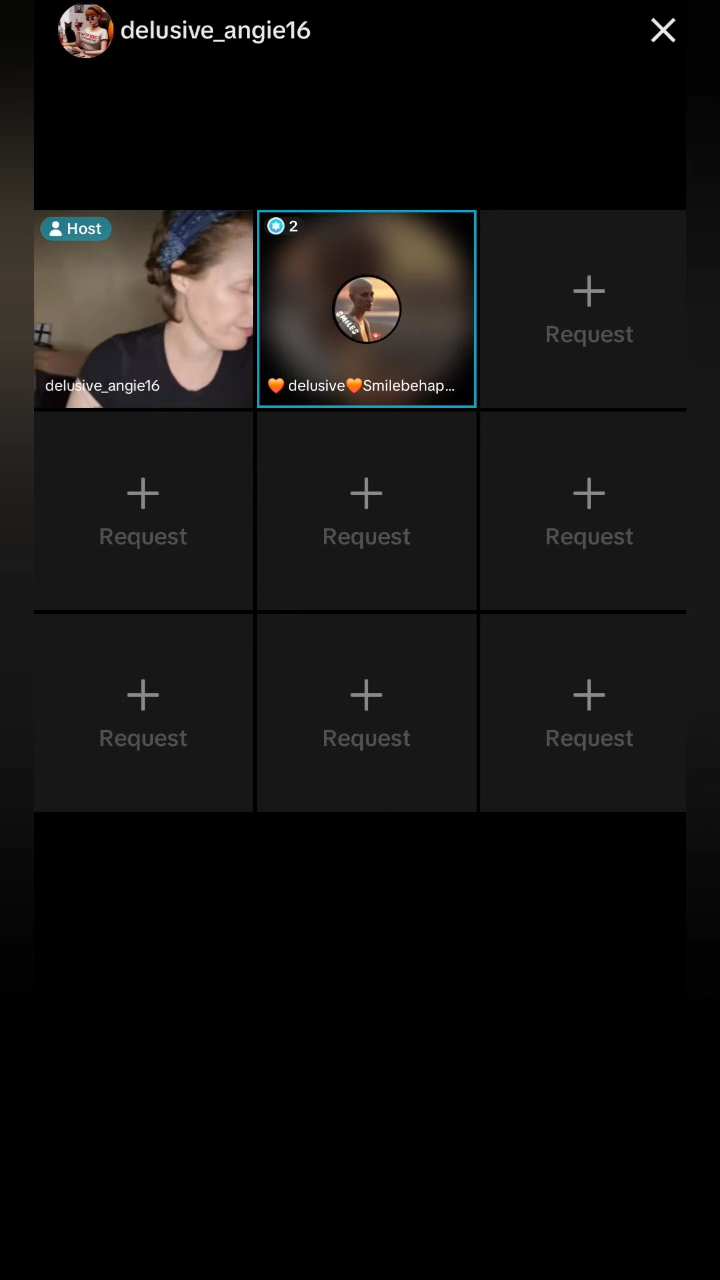 delusive_angie16
Host
delusive_angie16
2
🧡 delusive🧡Smilebehap...
SMILES
Request
Request
Request
Request
Request
Request
Request